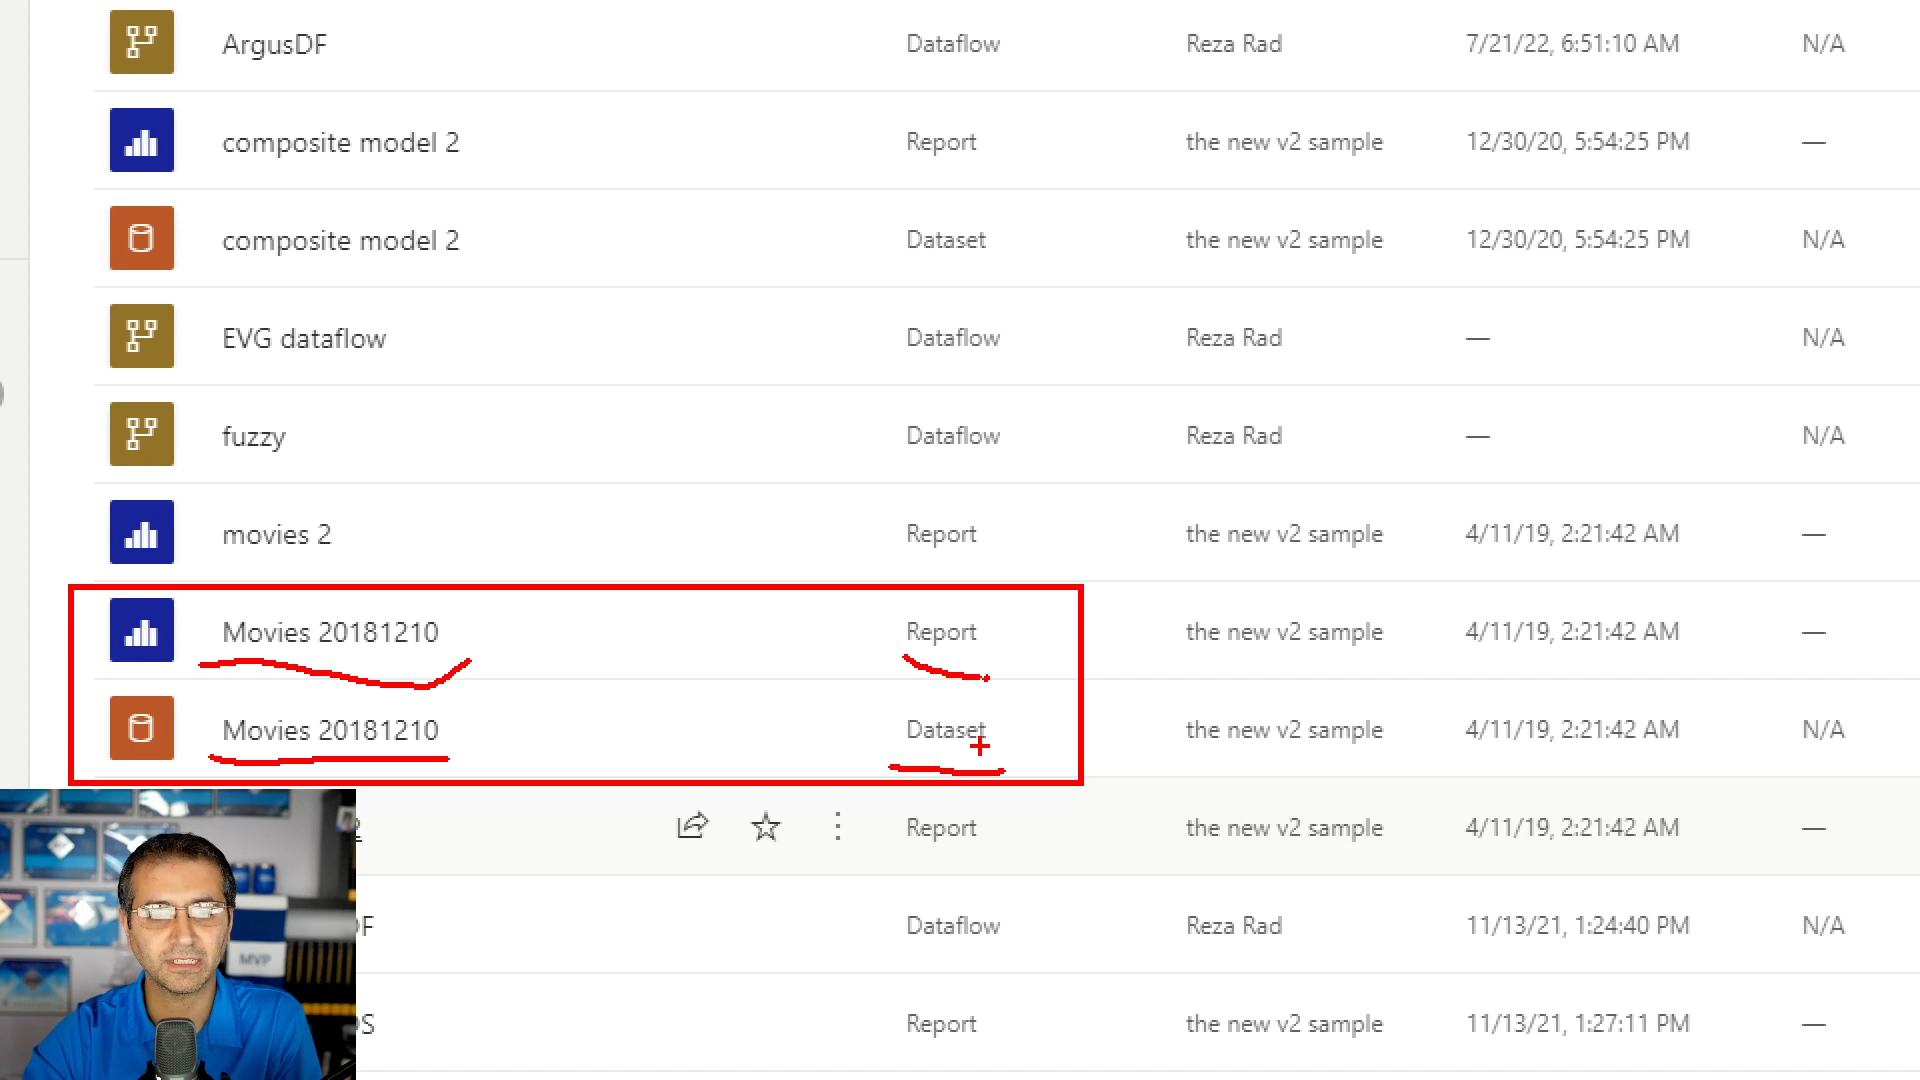 ArgusDF Dataflow Reza Rad 7/21/22, 6:51:10 AM N/A
composite model 2 Report the new v2 sample 12/30/20, 5:54:25 PM —
composite model 2 Dataset the new v2 sample 12/30/20, 5:54:25 PM N/A
EVG dataflow Dataflow Reza Rad — N/A
fuzzy Dataflow Reza Rad — N/A
movies 2 Report the new v2 sample 4/11/19, 2:21:42 AM —
Movies 20181210 Report the new v2 sample 4/11/19, 2:21:42 AM —
Movies 20181210 Dataset the new v2 sample 4/11/19, 2:21:42 AM N/A
Report the new v2 sample 4/11/19, 2:21:42 AM —
F Dataflow Reza Rad 11/13/21, 1:24:40 PM N/A
S Report the new v2 sample 11/13/21, 1:27:11 PM —
MVP